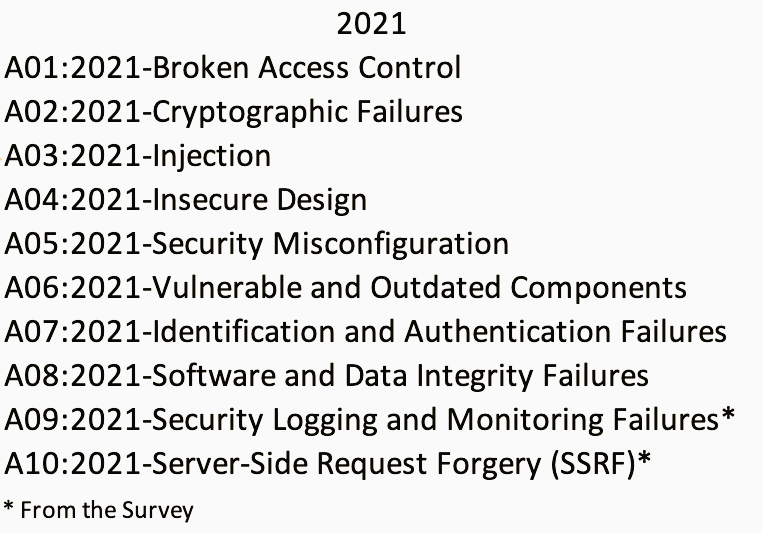 2021
A01:2021-Broken Access Control
A02:2021-Cryptographic Failures
A03:2021-Injection
A04:2021-Insecure Design
A05:2021-Security Misconfiguration
A06:2021-Vulnerable and Outdated Components
A07:2021-Identification and Authentication Failures
A08:2021-Software and Data Integrity Failures
A09:2021-Security Logging and Monitoring Failures*
A10:2021-Server-Side Request Forgery (SSRF)*
* From the Survey